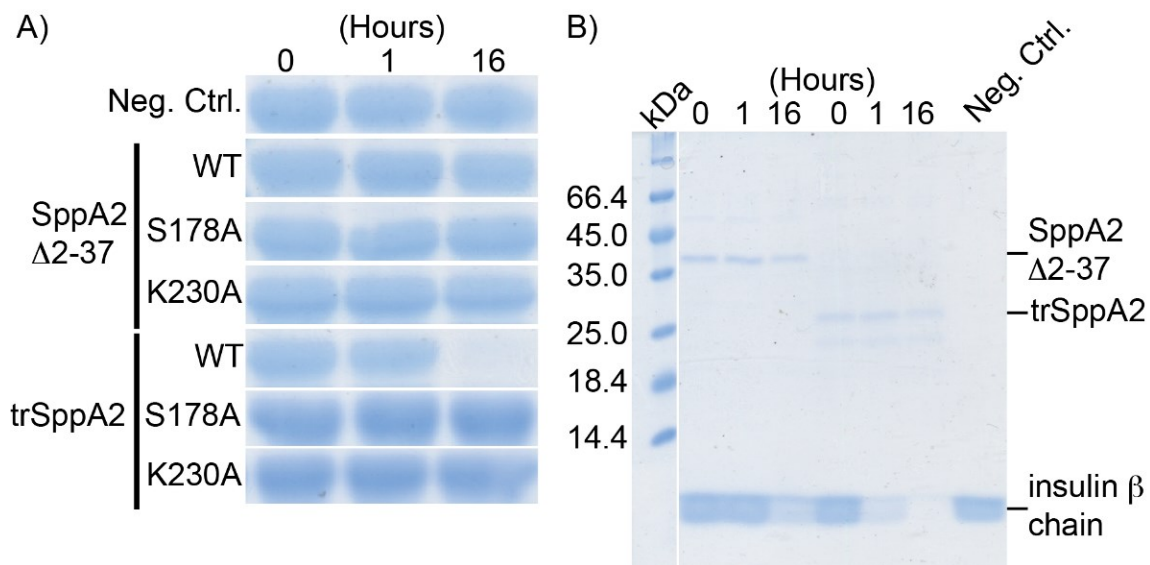 A)
(Hours)
0 1 16
Neg. Ctrl.
SppA2
Δ2-37
WT
S178A
K230A
trSppA2
WT
S178A
K230A
B)
(Hours)
kDa 0 1 16 0 1 16 Neg. Ctrl.
66.4
45.0
35.0
25.0
18.4
14.4
SppA2
Δ2-37
trSppA2
insulin β
chain